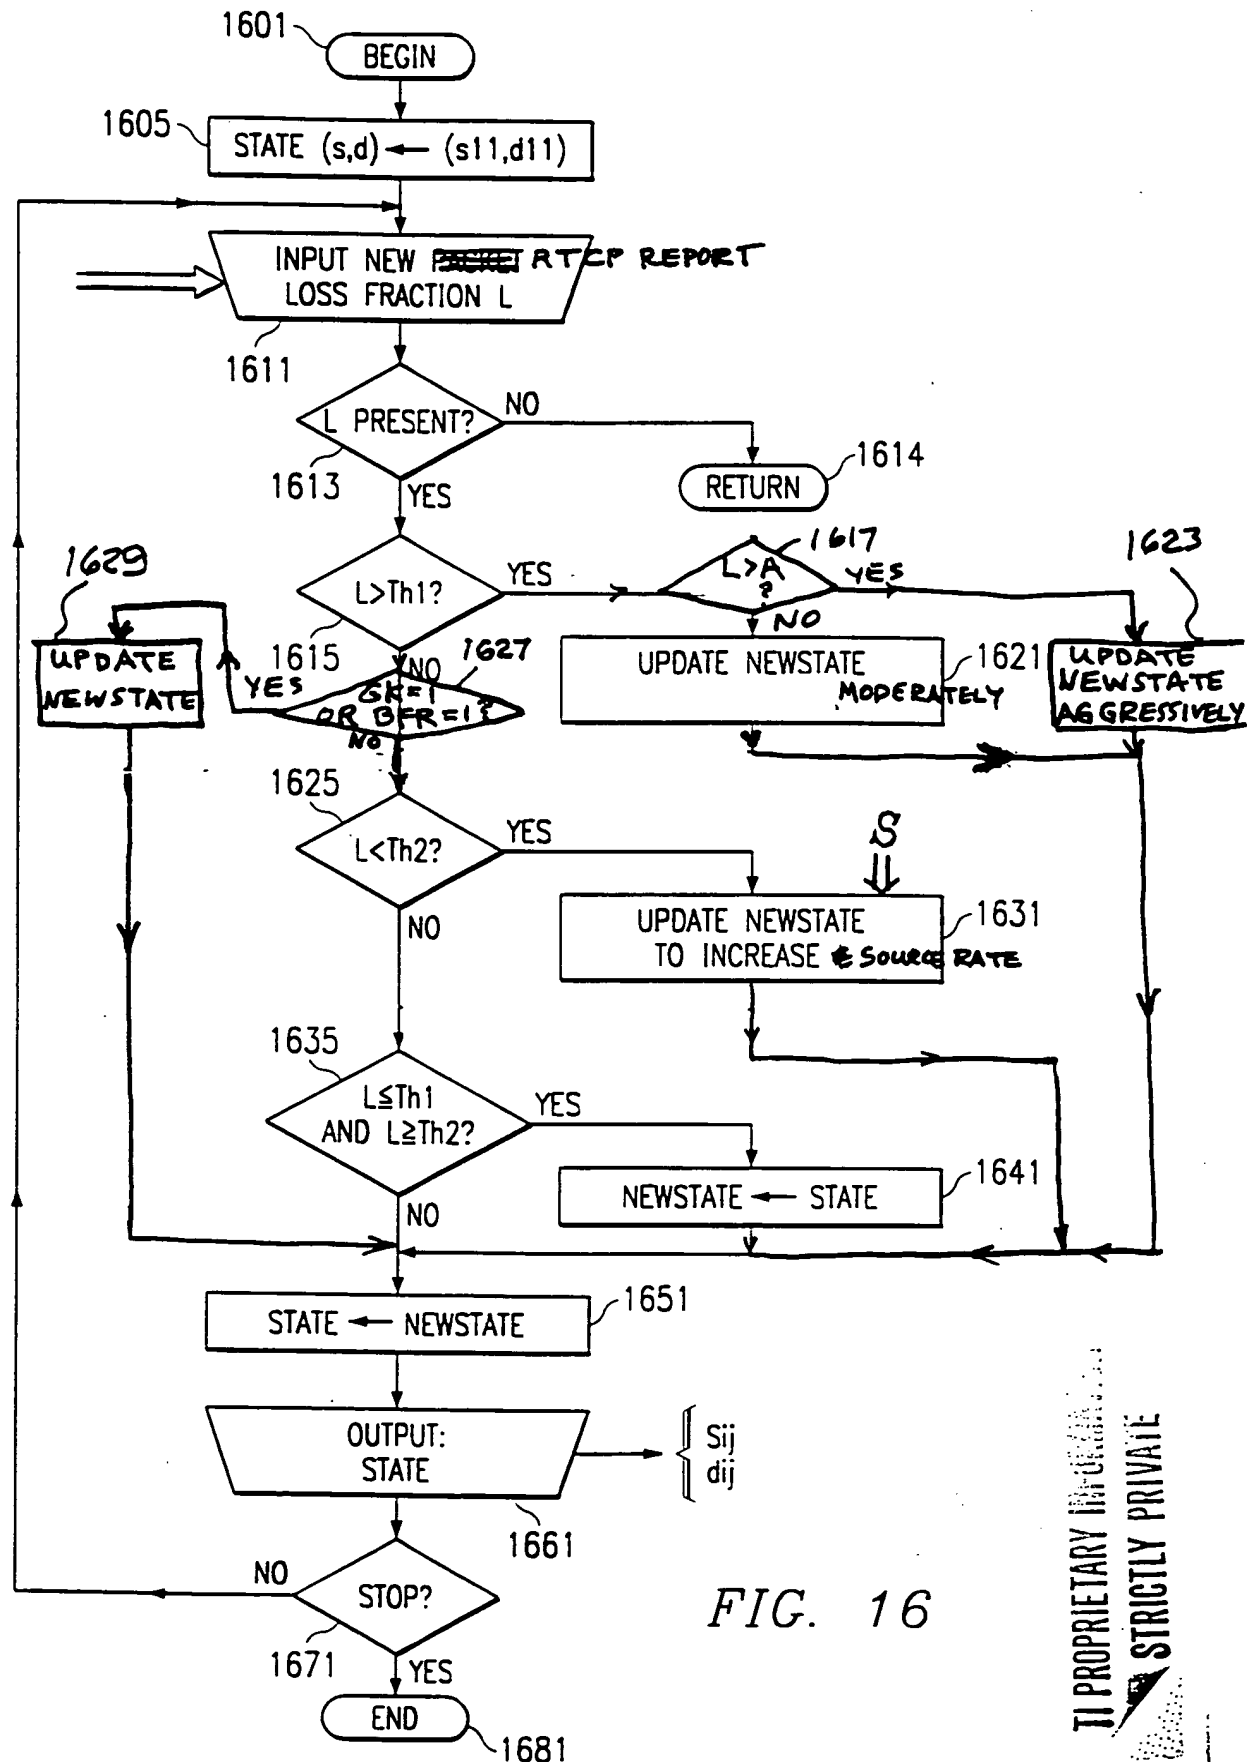 1601
BEGIN
1605
STATE (s,d) ← (s11,d11)
INPUT NEW PACKET RTCP REPORT
LOSS FRACTION L
1611
L PRESENT?
NO
1613
YES
1614
RETURN
1629
UPDATE
NEWSTATE
L>Th1?
YES
1615
NO
1617
L>A
?
YES
NO
1623
UPDATE
NEWSTATE
AGGRESSIVELY
UPDATE NEWSTATE
MODERATELY
1621
1627
GK=1
OR BFR=1?
YES
NO
1625
L<Th2?
YES
NO
S
UPDATE NEWSTATE
TO INCREASE SOURCE RATE
1631
1635
L≦Th1
AND L≧Th2?
YES
NO
NEWSTATE ← STATE
1641
STATE ← NEWSTATE
1651
OUTPUT:
STATE
Sij
dij
1661
STOP?
NO
1671
YES
END
1681
FIG. 16
TI PROPRIETARY
STRICTLY PRIVATE